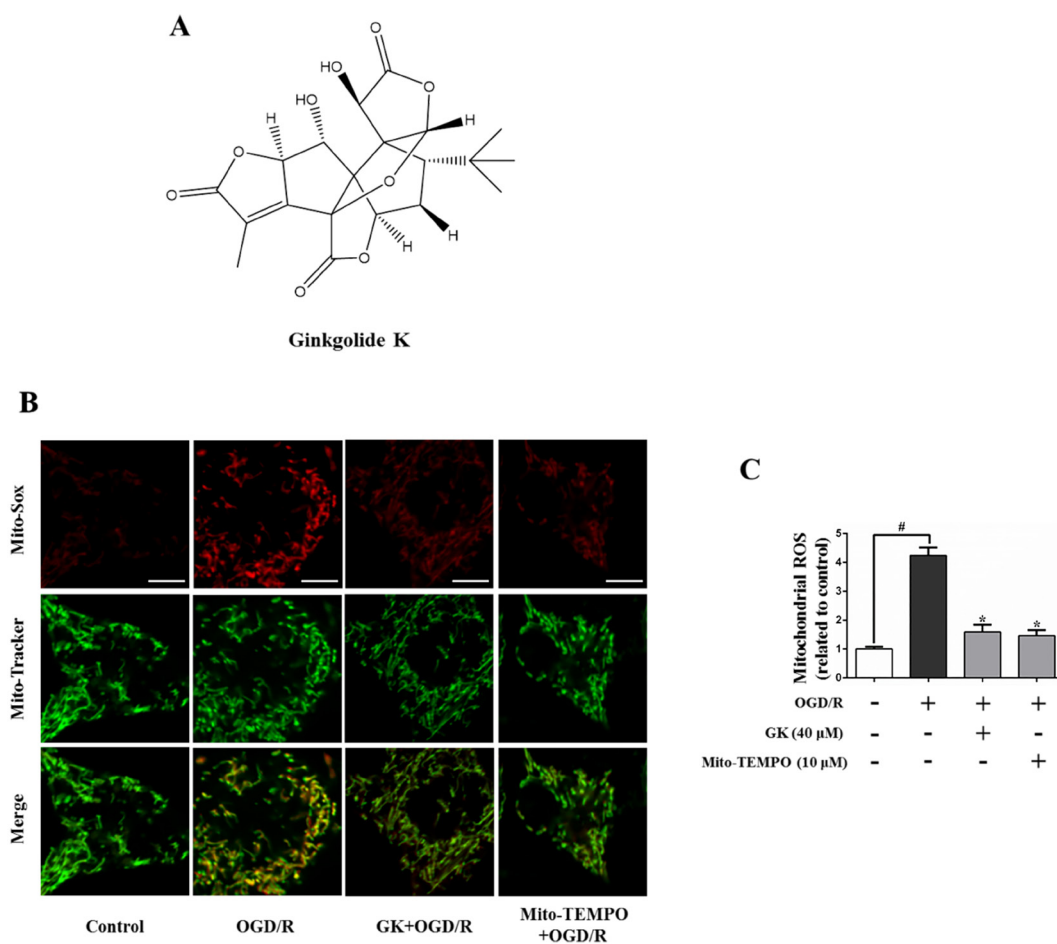 A
O
HO
O
HO
H
H
O
O
O
O
H
H
O
O
Ginkgolide K
B
Mito-Sox
Mito-Tracker
Merge
Control
OGD/R
GK+OGD/R
Mito-TEMPO
+OGD/R
C
Mitochondrial ROS
(related to control)
5
4
3
2
1
0
#
*
*
OGD/R - + + +
GK (40 μM) - - + -
Mito-TEMPO (10 μM) - - - +